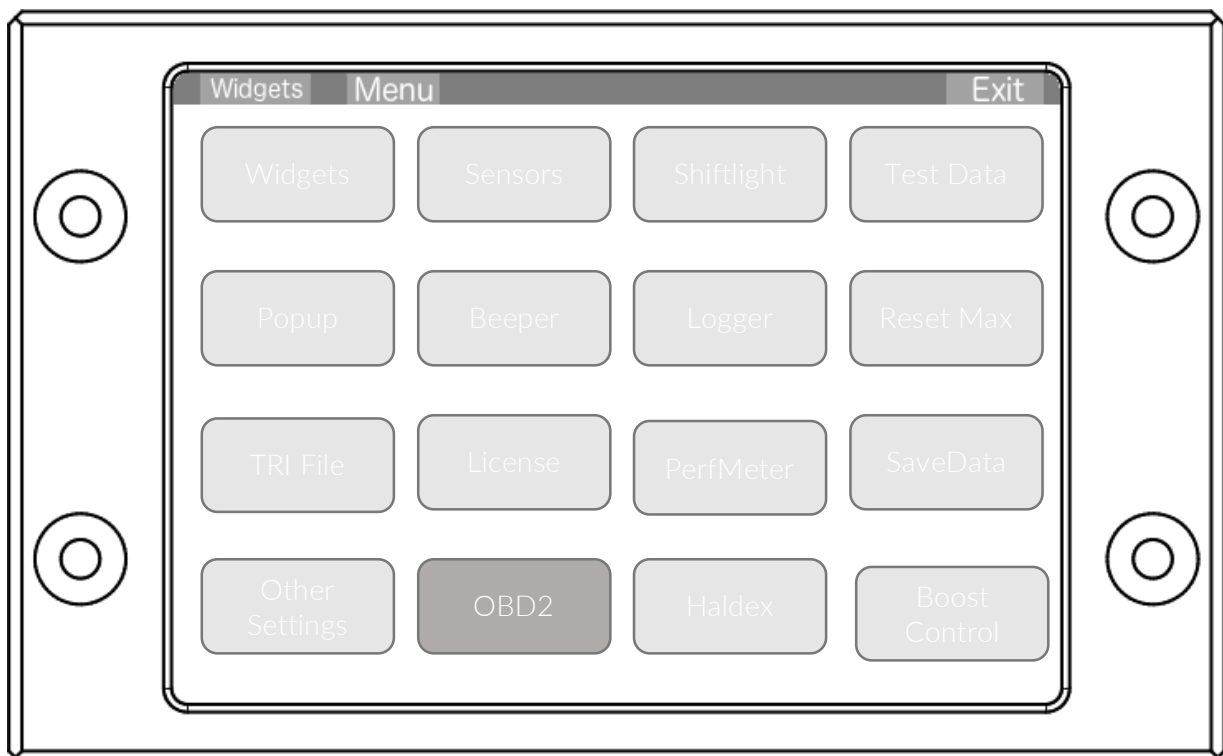 Widgets Menu Exit
Widgets Sensors Shiftlight Test Data
Popup Beeper Logger Reset Max
TRI File License PerfMeter SaveData
Other
Settings
OBD2
Haldex
Boost
Control